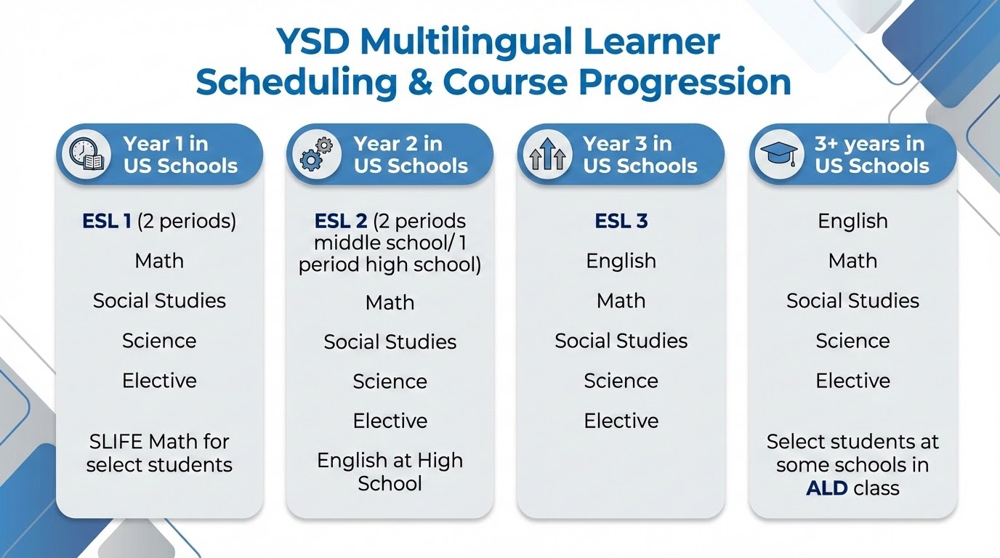 YSD Multilingual Learner
Scheduling & Course Progression
Year 1 in
US Schools
ESL 1 (2 periods)
Math
Social Studies
Science
Elective
SLIFE Math for
select students
Year 2 in
US Schools
ESL 2 (2 periods
middle school/ 1
period high school)
Math
Social Studies
Science
Elective
English at High
School
Year 3 in
US Schools
ESL 3
English
Math
Social Studies
Science
Elective
3+ years in
US Schools
English
Math
Social Studies
Science
Elective
Select students at
some schools in
ALD class